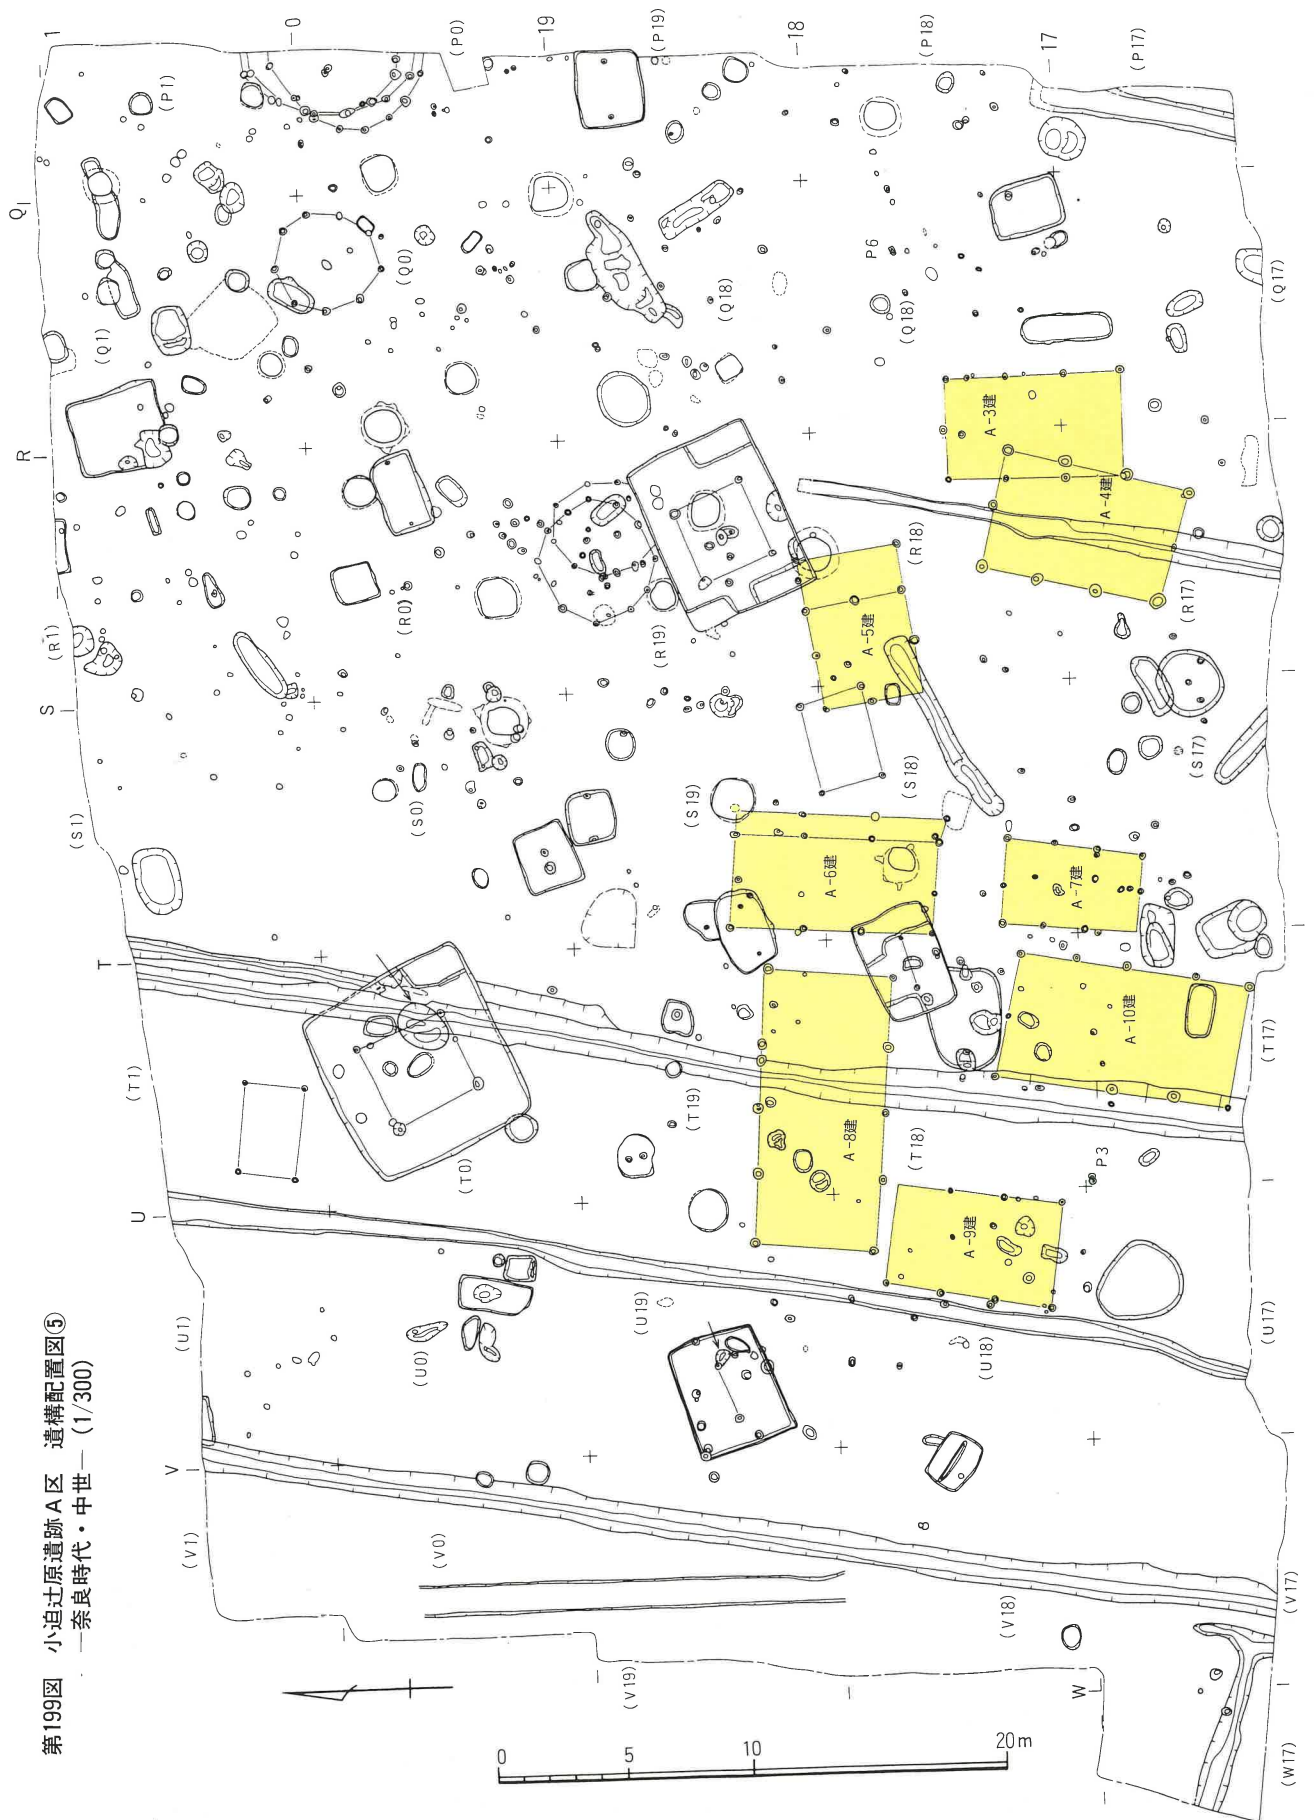 第199図 小迫辻原遺跡A区 遺構配置図⑤
―奈良時代・中世― (1/300)
1
0
19
18
17
(P1)
(P0)
(P19)
(P18)
(P17)
Q
(Q1)
(Q0)
(Q18)
P6
(Q18)
(Q17)
R
A-3建
A-4建
(R1)
(R0)
(R19)
(R18)
(R17)
A-5建
S
(S1)
(S0)
(S19)
(S18)
(S17)
A-6建
A-7建
T
(T1)
(T0)
(T19)
(T18)
(T17)
A-8建
A-10建
P3
A-9建
U
(U1)
(U0)
(U19)
(U18)
(U17)
V
(V1)
(V0)
(V19)
(V18)
(V17)
W
(W17)
0 5 10 20m